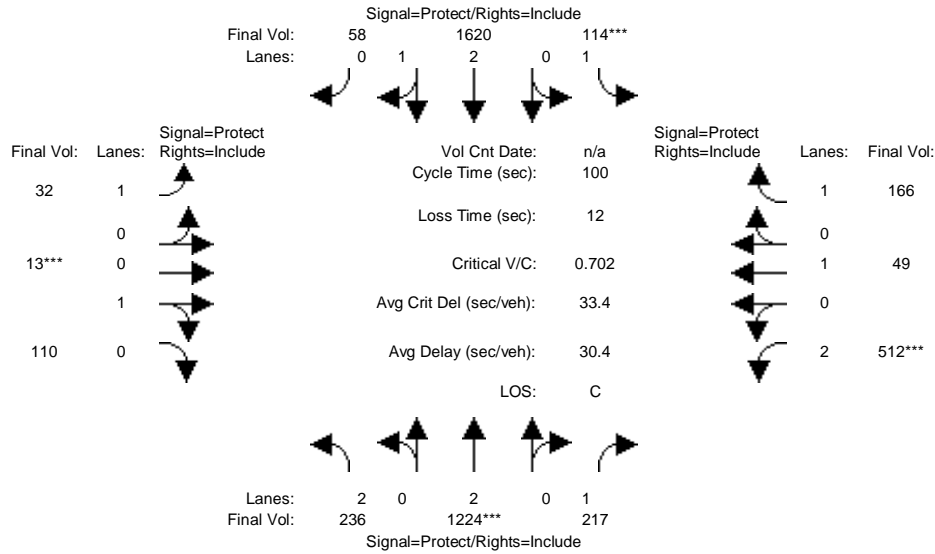 Signal=Protect/Rights=Include
Final Vol: 58 1620 114***
Lanes: 0 1 2 0 1
Signal=Protect
Final Vol: Lanes: Rights=Include
Vol Cnt Date: n/a
Cycle Time (sec): 100
Signal=Protect
Rights=Include Lanes: Final Vol:
32 1 1 166
Loss Time (sec): 12
0 0
13*** 0 Critical V/C: 0.702 1 49
1 Avg Crit Del (sec/veh): 33.4 0
110 0 Avg Delay (sec/veh): 30.4 2 512***
LOS: C
Lanes: 2 0 2 0 1
Final Vol: 236 1224*** 217
Signal=Protect/Rights=Include